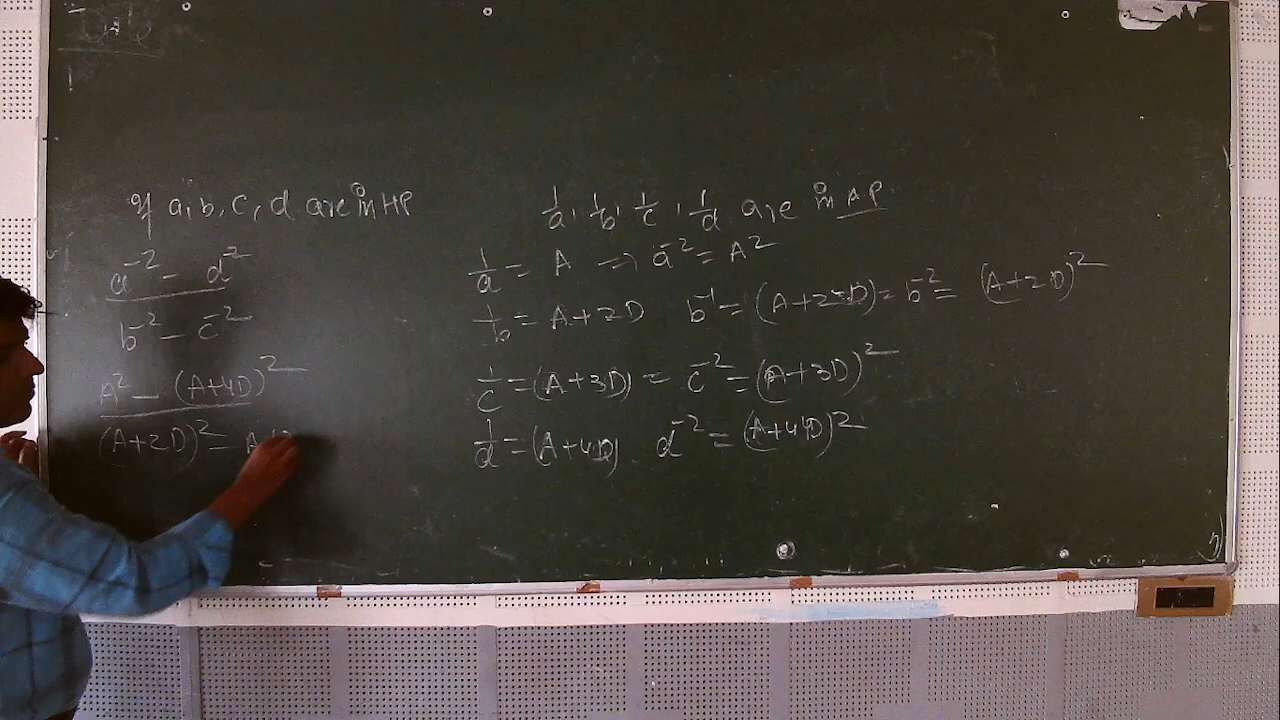 If a, b, c, d are in HP
a⁻² - d⁻²
b⁻² - c⁻²
A² - (A+4D)²
(A+2D)² = A
1/a, 1/b, 1/c, 1/d are in AP
1/a = A ⇒ a⁻² = A²
1/b = A+2D b⁻¹ = (A+2D) = b⁻² = (A+2D)²
1/c = (A+3D) = c⁻² = (A+3D)²
1/d = (A+4D) d⁻² = (A+4D)²